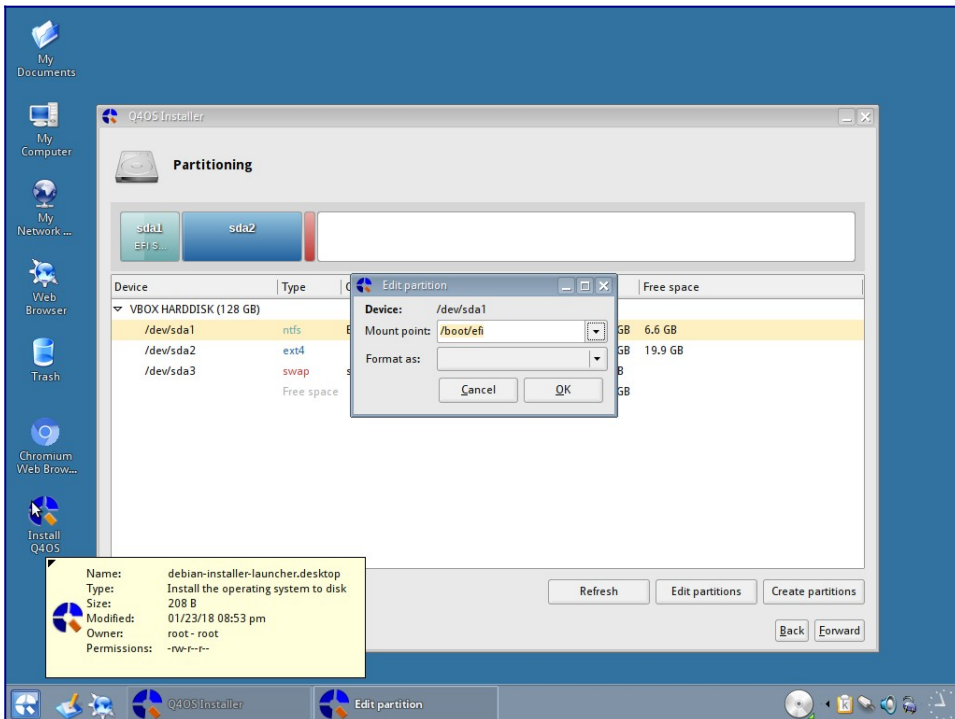 My
Documents
My
Computer
My
Network ...
Web
Browser
Trash
Chromium
Web Brow...
Install
Q4OS
Q4OS Installer
Partitioning
sda1
EFI S...
sda2
Device Type Free space
VBOX HARDDISK (128 GB)
/dev/sda1 ntfs GB 6.6 GB
/dev/sda2 ext4 GB 19.9 GB
/dev/sda3 swap s B
Free space GB
Edit partition
Device: /dev/sda1
Mount point: /boot/efi
Format as:
Cancel OK
Refresh Edit partitions Create partitions
Back Forward
Name: debian-installer-launcher.desktop
Type: Install the operating system to disk
Size: 208 B
Modified: 01/23/18 08:53 pm
Owner: root - root
Permissions: -rw-r--r--
Q4OS Installer Edit partition